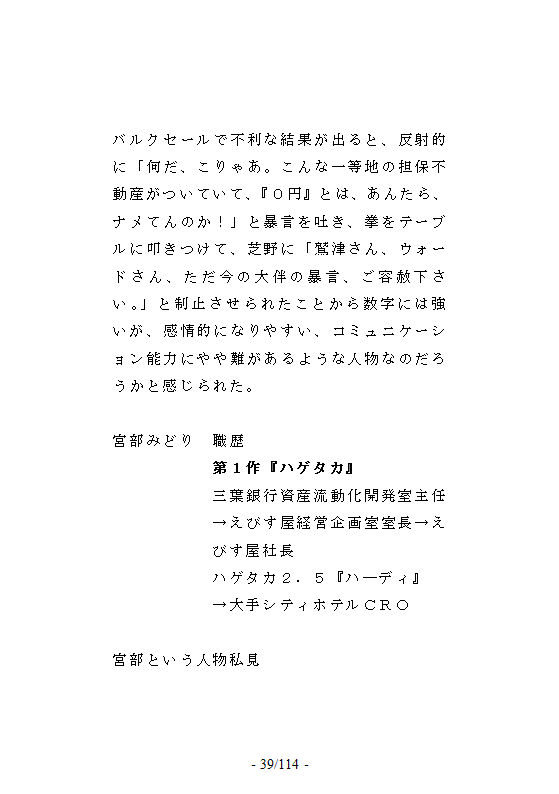 バルクセールで不利な結果が出ると、反射的
に「何だ、こりゃあ。こんな一等地の担保不
動産がついていて、『０円』とは、あんたら、
ナメてんのか！」と暴言を吐き、拳をテーブ
ルに叩きつけて、芝野に「鷲津さん、ウォー
ドさん、ただ今の大伴の暴言、ご容赦下さ
い。」と制止させられたことから数字には強
いが、感情的になりやすい、コミュニケーシ
ョン能力にやや難があるような人物なのだろ
うかと感じられた。
宮部みどり　職歴
第１作『ハゲタカ』
三葉銀行資産流動化開発室主任
→えびす屋経営企画室室長→え
びす屋社長
ハゲタカ２．５『ハーディ』
→大手シティホテルＣＲＯ
宮部という人物私見
- 39/114 -